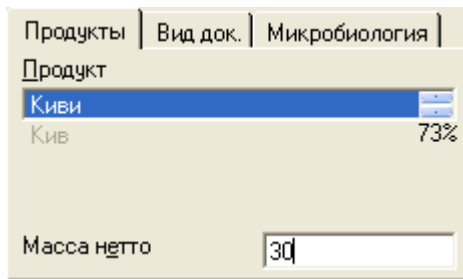 Продукты Вид док. Микробиология
Продукт
Киви
Кив 73%
Масса нетто 30